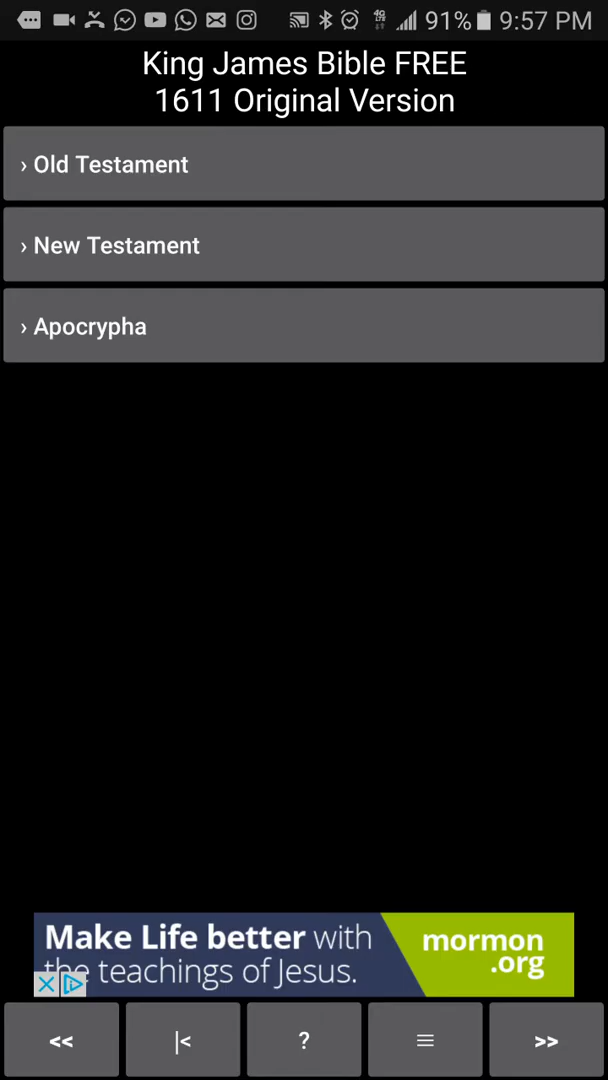 91% 9:57 PM
King James Bible FREE
1611 Original Version
› Old Testament
› New Testament
› Apocrypha
Make Life better with
the teachings of Jesus.
mormon
.org
<< |< ? ≡ >>